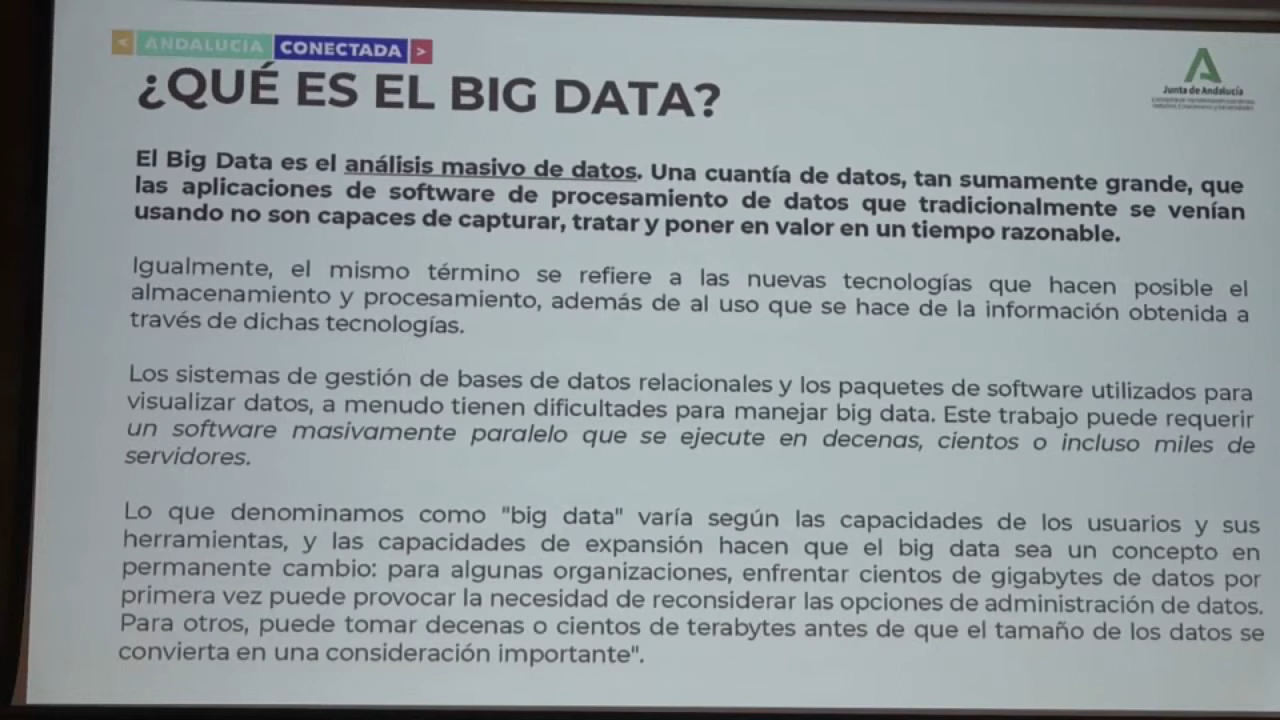 < ANDALUCÍA CONECTADA >
¿QUÉ ES EL BIG DATA?
Junta de Andalucía
El Big Data es el análisis masivo de datos. Una cuantía de datos, tan sumamente grande, que
las aplicaciones de software de procesamiento de datos que tradicionalmente se venían
usando no son capaces de capturar, tratar y poner en valor en un tiempo razonable.
Igualmente, el mismo término se refiere a las nuevas tecnologías que hacen posible el
almacenamiento y procesamiento, además de al uso que se hace de la información obtenida a
través de dichas tecnologías.
Los sistemas de gestión de bases de datos relacionales y los paquetes de software utilizados para
visualizar datos, a menudo tienen dificultades para manejar big data. Este trabajo puede requerir
un software masivamente paralelo que se ejecute en decenas, cientos o incluso miles de
servidores.
Lo que denominamos como "big data" varía según las capacidades de los usuarios y sus
herramientas, y las capacidades de expansión hacen que el big data sea un concepto en
permanente cambio: para algunas organizaciones, enfrentar cientos de gigabytes de datos por
primera vez puede provocar la necesidad de reconsiderar las opciones de administración de datos.
Para otros, puede tomar decenas o cientos de terabytes antes de que el tamaño de los datos se
convierta en una consideración importante".